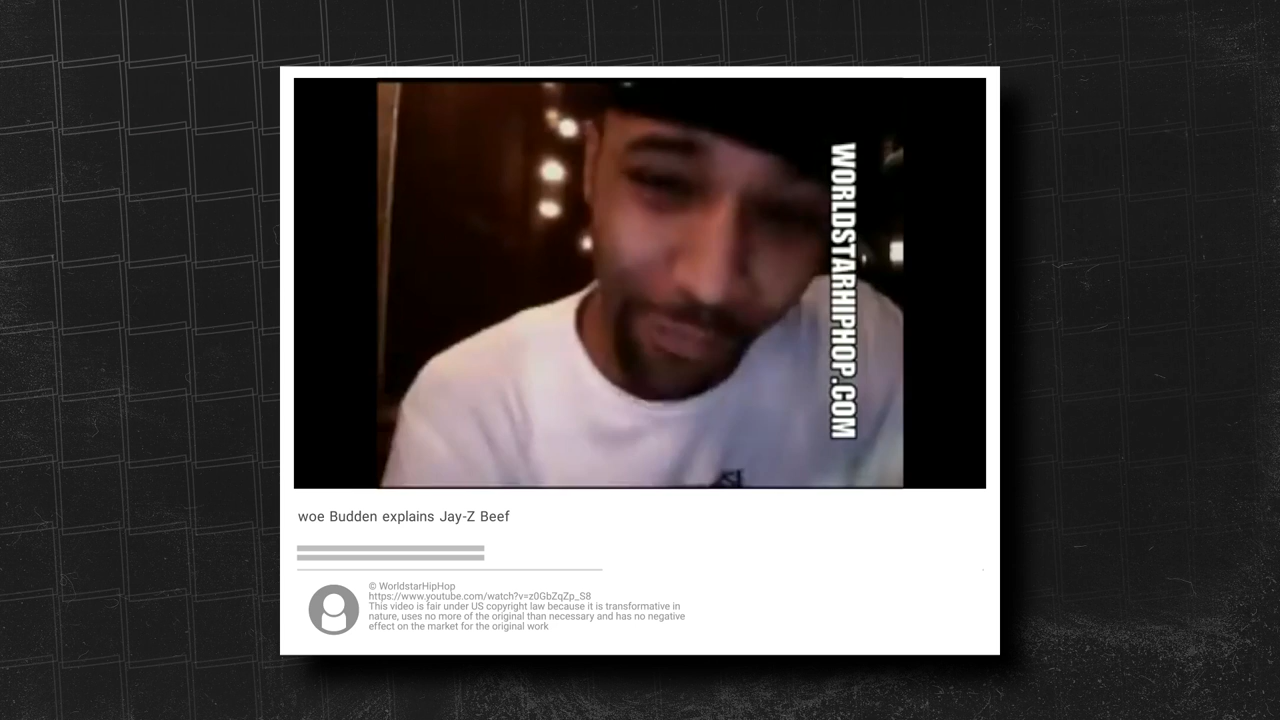 WORLDSTARHIPHOP.COM
woe Budden explains Jay-Z Beef
© WorldstarHipHop
https://www.youtube.com/watch?v=z0GbZqZp_S8
This video is fair under US copyright law because it is transformative in
nature, uses no more of the original than necessary and has no negative
effect on the market for the original work